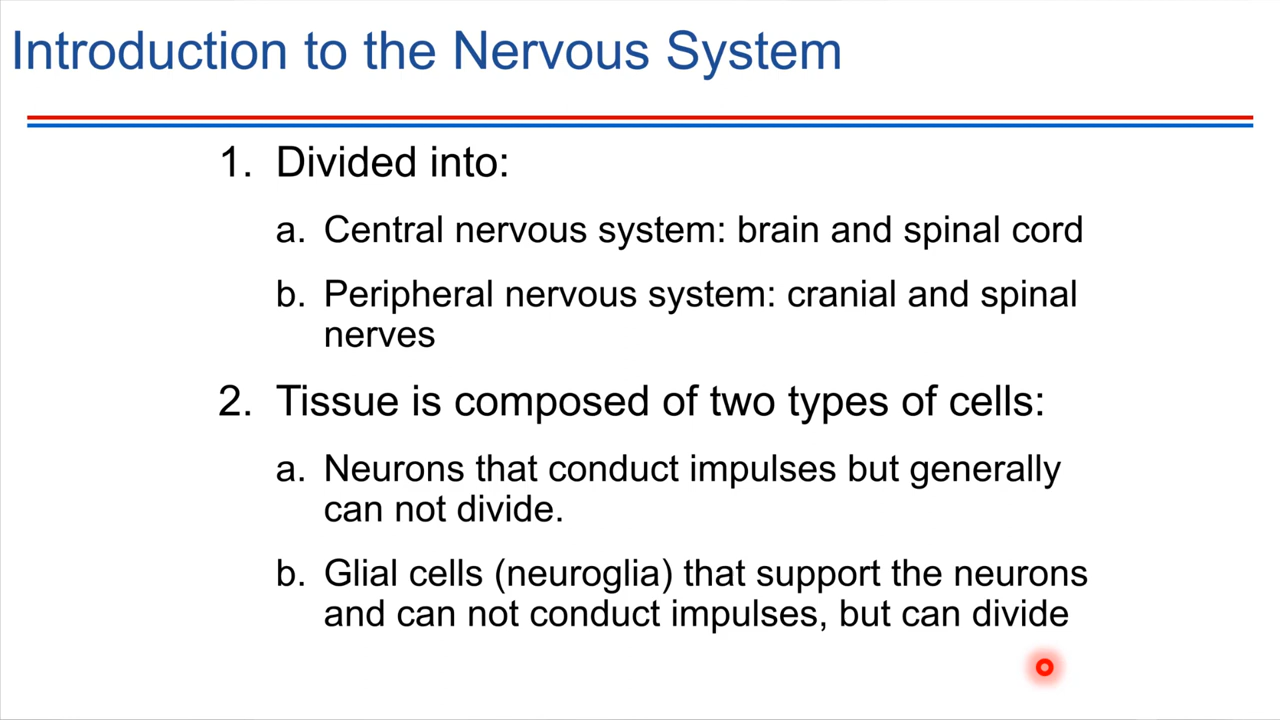 Introduction to the Nervous System
1. Divided into:
a. Central nervous system: brain and spinal cord
b. Peripheral nervous system: cranial and spinal
nerves
2. Tissue is composed of two types of cells:
a. Neurons that conduct impulses but generally
can not divide.
b. Glial cells (neuroglia) that support the neurons
and can not conduct impulses, but can divide